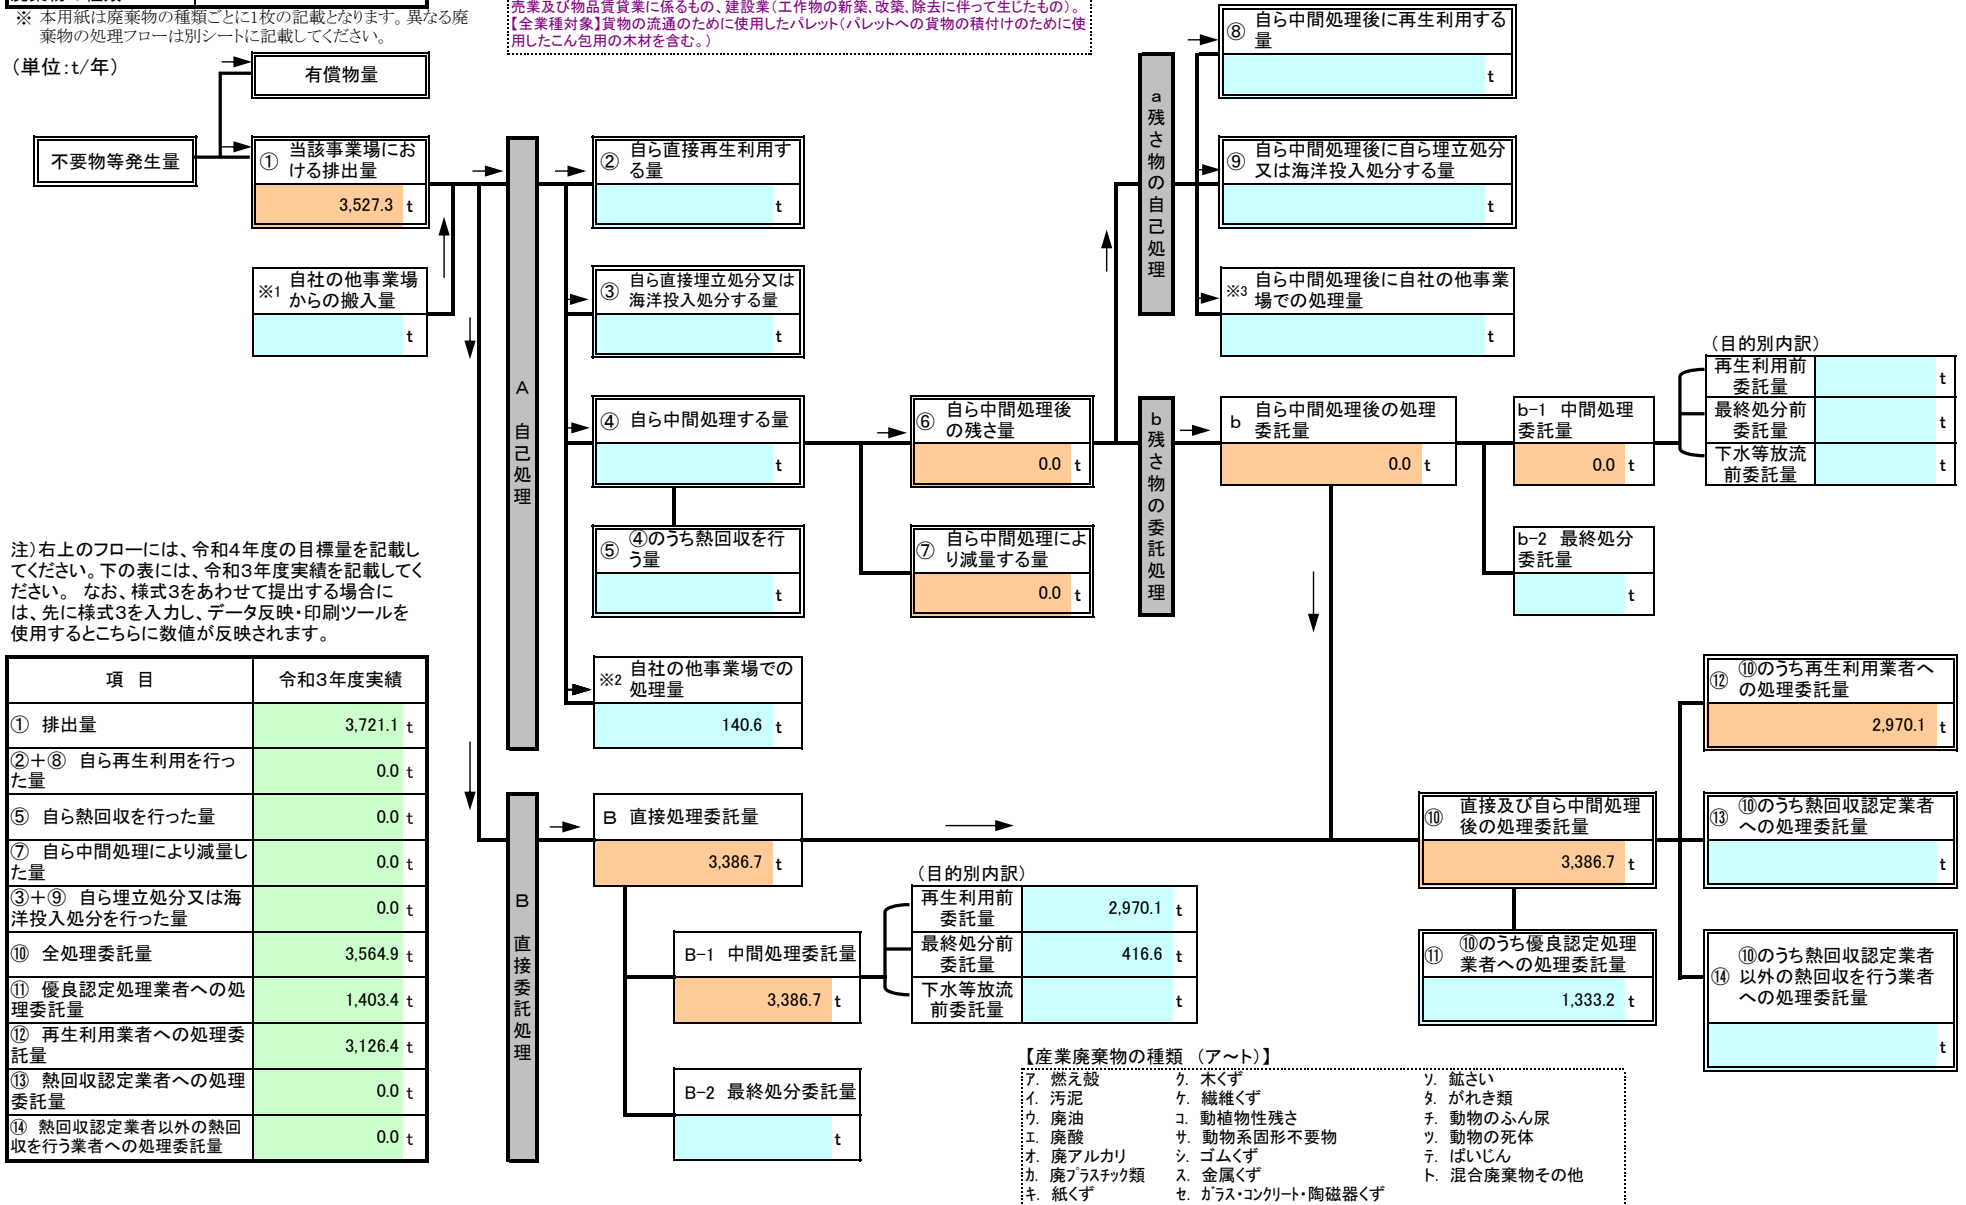 ※ 本用紙は廃棄物の種類ごとに1枚の記載となります。異なる廃
棄物の処理フローは別シートに記載してください。
売業及び物品賃貸業に係るもの、建設業(工作物の新築、改築、除去に伴って生じたもの)。
【全業種対象】貨物の流通のために使用したパレット(パレットへの貨物の積付けのために使
用したこん包用の木材を含む。)
(単位:t/年)
有償物量
不要物等発生量
① 当該事業場にお
ける排出量
3,527.3 t
※1 自社の他事業場
からの搬入量
t
A 自己処理
② 自ら直接再生利用す
る量
t
③ 自ら直接埋立処分又は
海洋投入処分する量
t
④ 自ら中間処理する量
t
⑤ ④のうち熱回収を行
う量
t
※2 自社の他事業場での
処理量
140.6 t
⑥ 自ら中間処理後
の残さ量
0.0 t
⑦ 自ら中間処理によ
り減量する量
0.0 t
a 残さ物の自己処理
⑧ 自ら中間処理後に再生利用する
量
t
⑨ 自ら中間処理後に自ら埋立処分
又は海洋投入処分する量
t
※3 自ら中間処理後に自社の他事業
場での処理量
t
b 残さ物の委託処理
b 自ら中間処理後の処理
委託量
0.0 t
b-1 中間処理
委託量
0.0 t
(目的別内訳)
再生利用前
委託量
t
最終処分前
委託量
t
下水等放流
前委託量
t
b-2 最終処分
委託量
t
注)右上のフローには、令和4年度の目標量を記載し
てください。下の表には、令和3年度実績を記載してく
ださい。 なお、様式3をあわせて提出する場合に
は、先に様式3を入力し、データ反映・印刷ツールを
使用するとこちらに数値が反映されます。
項 目 令和3年度実績
① 排出量 3,721.1 t
②+⑧ 自ら再生利用を行っ
た量 0.0 t
⑤ 自ら熱回収を行った量 0.0 t
⑦ 自ら中間処理により減量し
た量 0.0 t
③+⑨ 自ら埋立処分又は海
洋投入処分を行った量 0.0 t
⑩ 全処理委託量 3,564.9 t
⑪ 優良認定処理業者への処
理委託量 1,403.4 t
⑫ 再生利用業者への処理委
託量 3,126.4 t
⑬ 熱回収認定業者への処理
委託量 0.0 t
⑭ 熱回収認定業者以外の熱回
収を行う業者への処理委託量 0.0 t
B 直接委託処理
B 直接処理委託量
3,386.7 t
B-1 中間処理委託量
3,386.7 t
(目的別内訳)
再生利用前
委託量
2,970.1 t
最終処分前
委託量
416.6 t
下水等放流
前委託量
t
B-2 最終処分委託量
t
⑩ 直接及び自ら中間処理
後の処理委託量
3,386.7 t
⑪ ⑩のうち優良認定処理
業者への処理委託量
1,333.2 t
⑫ ⑩のうち再生利用業者へ
の処理委託量
2,970.1 t
⑬ ⑩のうち熱回収認定業者
への処理委託量
t
⑭ ⑩のうち熱回収認定業者
以外の熱回収を行う業者
への処理委託量
t
【産業廃棄物の種類 (ア~ト)】
ア. 燃え殻 ク. 木くず ソ. 鉱さい
イ. 汚泥 ケ. 繊維くず タ. がれき類
ウ. 廃油 コ. 動植物性残さ チ. 動物のふん尿
エ. 廃酸 サ. 動物系固形不要物 ツ. 動物の死体
オ. 廃アルカリ シ. ゴムくず テ. ばいじん
カ. 廃プラスチック類 ス. 金属くず ト. 混合廃棄物その他
キ. 紙くず セ. ガラス・コンクリート・陶磁器くず